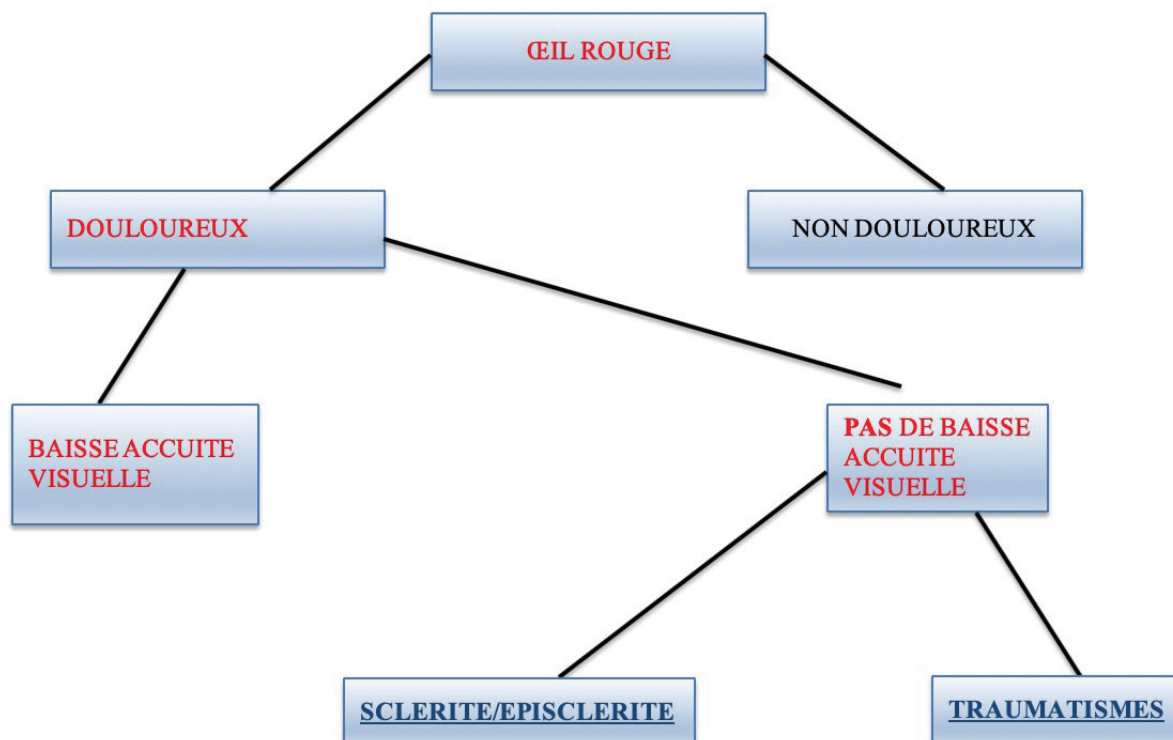 ŒIL ROUGE
DOULOUREUX
NON DOULOUREUX
BAISSE ACCUITE
VISUELLE
PAS DE BAISSE
ACCUITE
VISUELLE
SCLERITE/EPISCLERITE
TRAUMATISMES